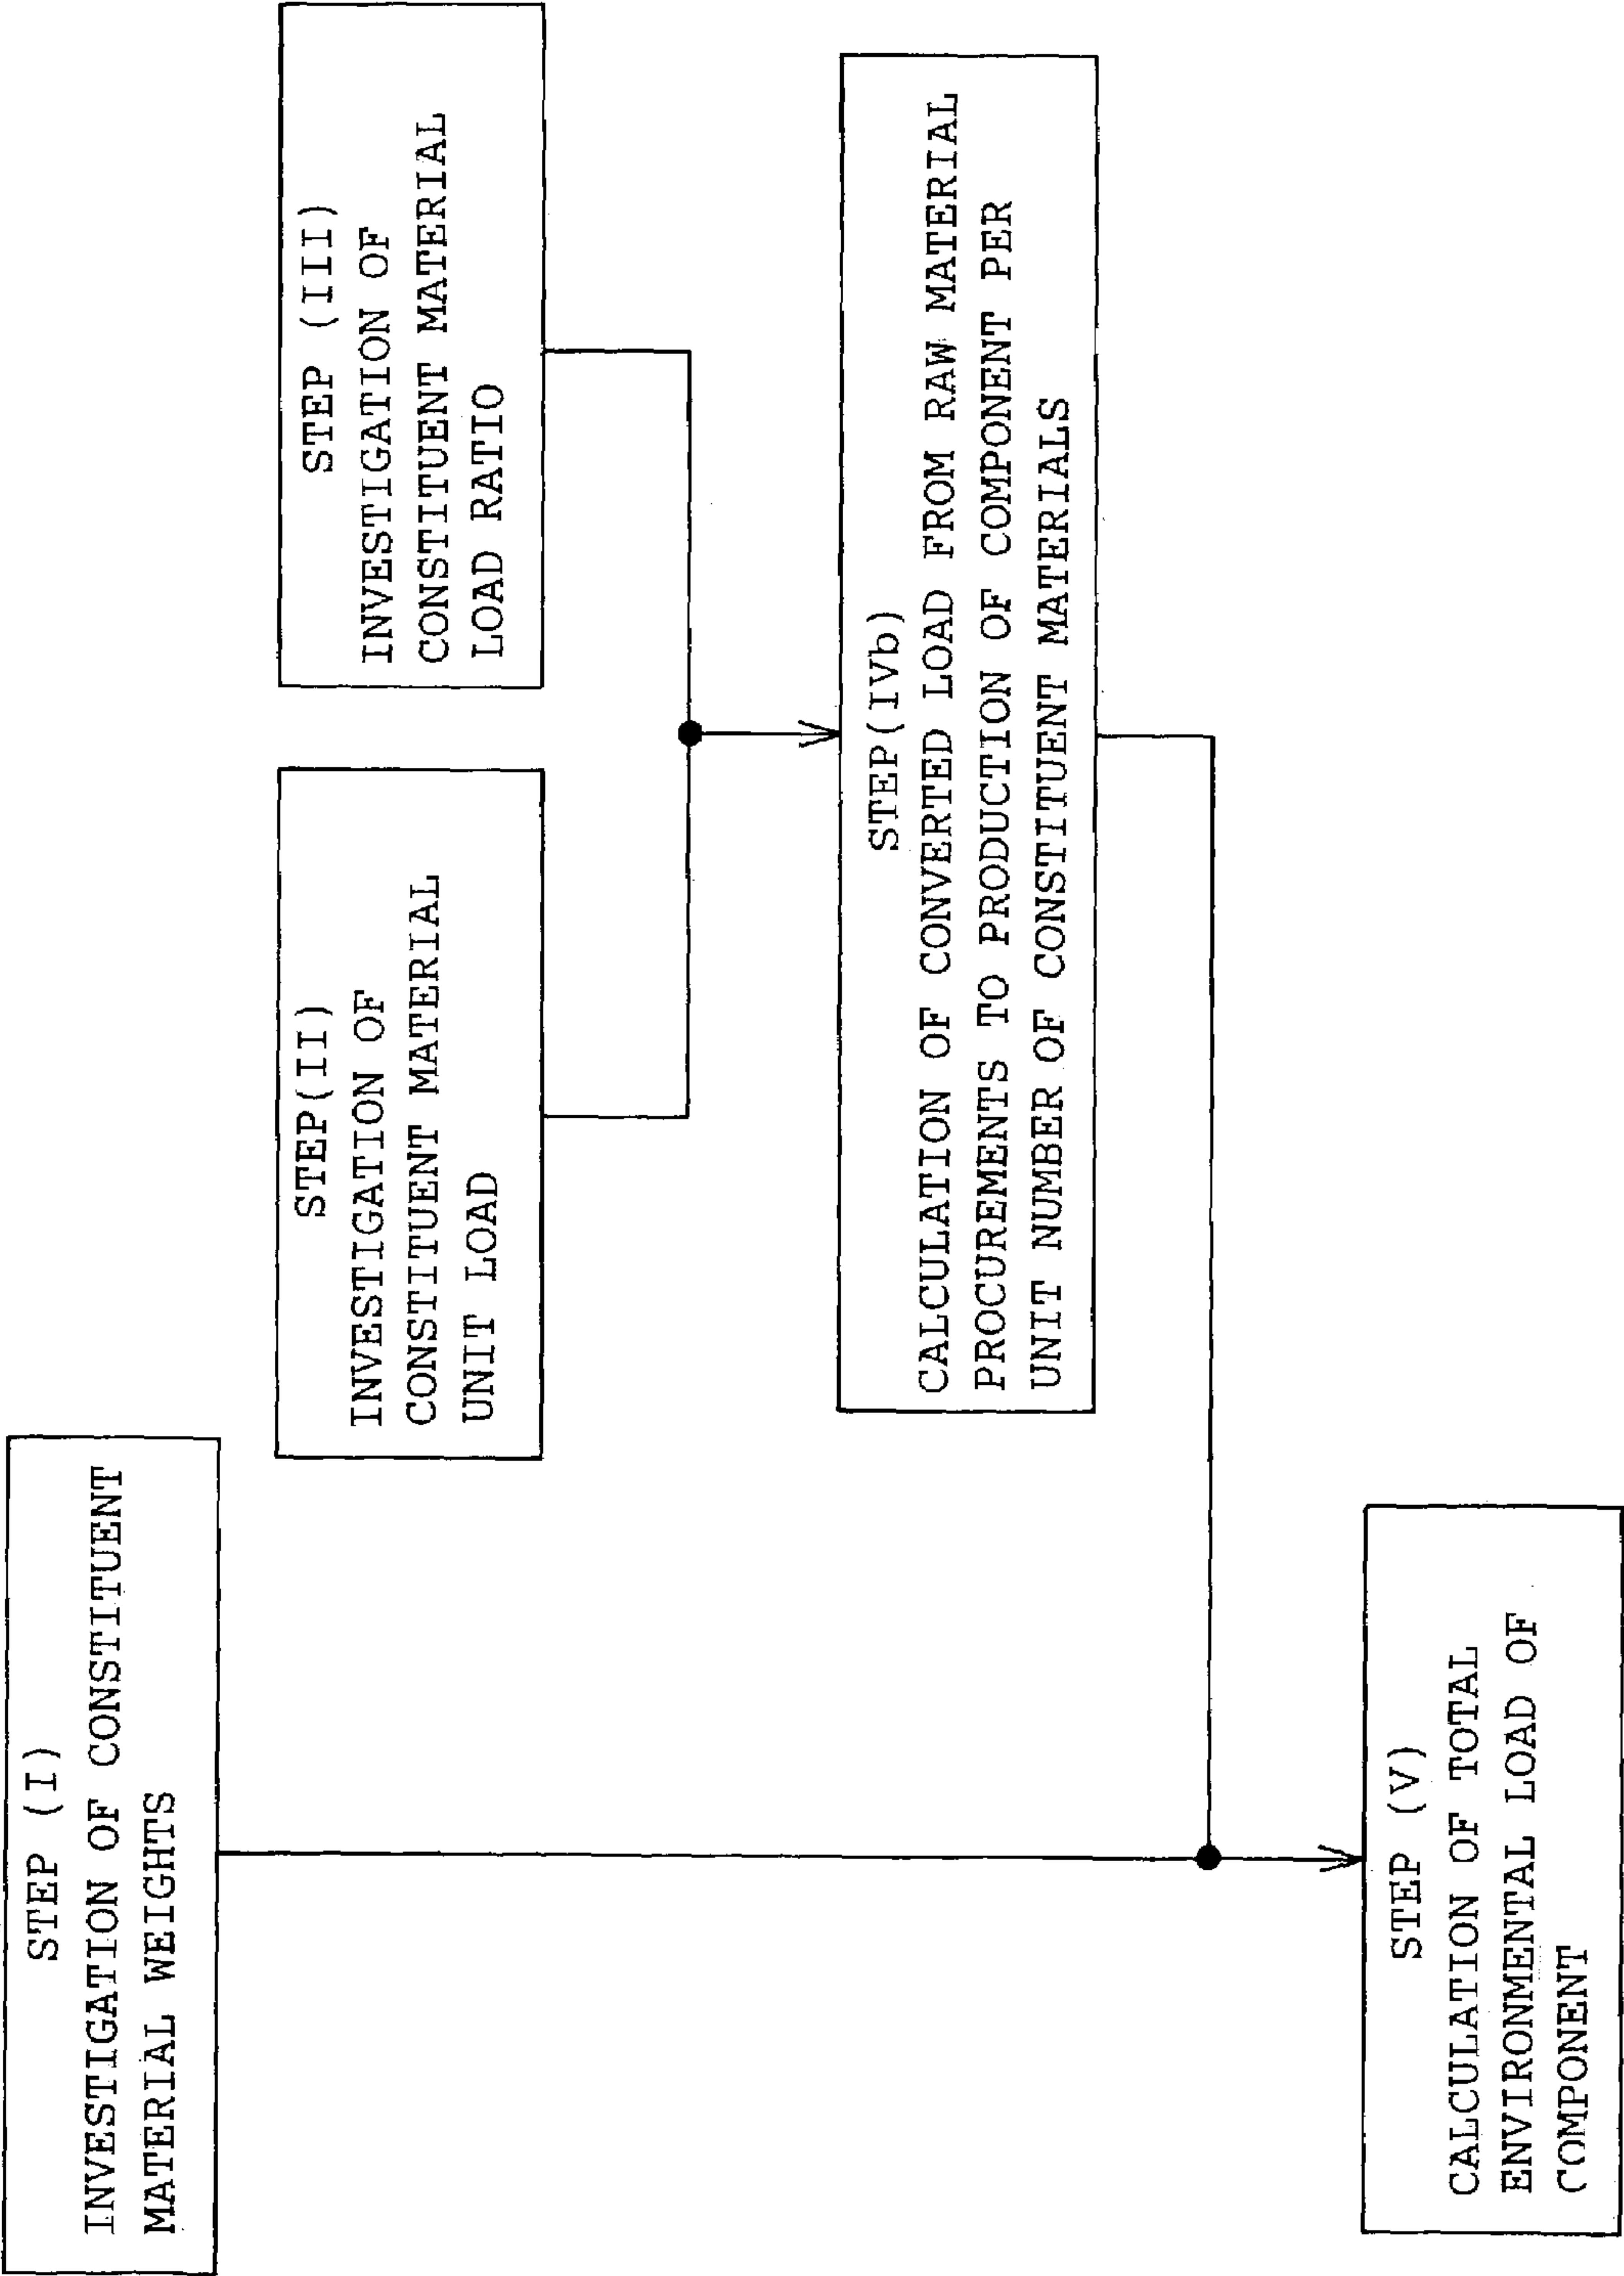 STEP (I)
INVESTIGATION OF CONSTITUENT
MATERIAL WEIGHTS
STEP(II)
INVESTIGATION OF
CONSTITUENT MATERIAL
UNIT LOAD
STEP (III)
INVESTIGATION OF
CONSTITUENT MATERIAL
LOAD RATIO
STEP(IVb)
CALCULATION OF CONVERTED LOAD FROM RAW MATERIAL
PROCUREMENTS TO PRODUCTION OF COMPONENT PER
UNIT NUMBER OF CONSTITUENT MATERIALS
STEP (V)
CALCULATION OF TOTAL
ENVIRONMENTAL LOAD OF
COMPONENT